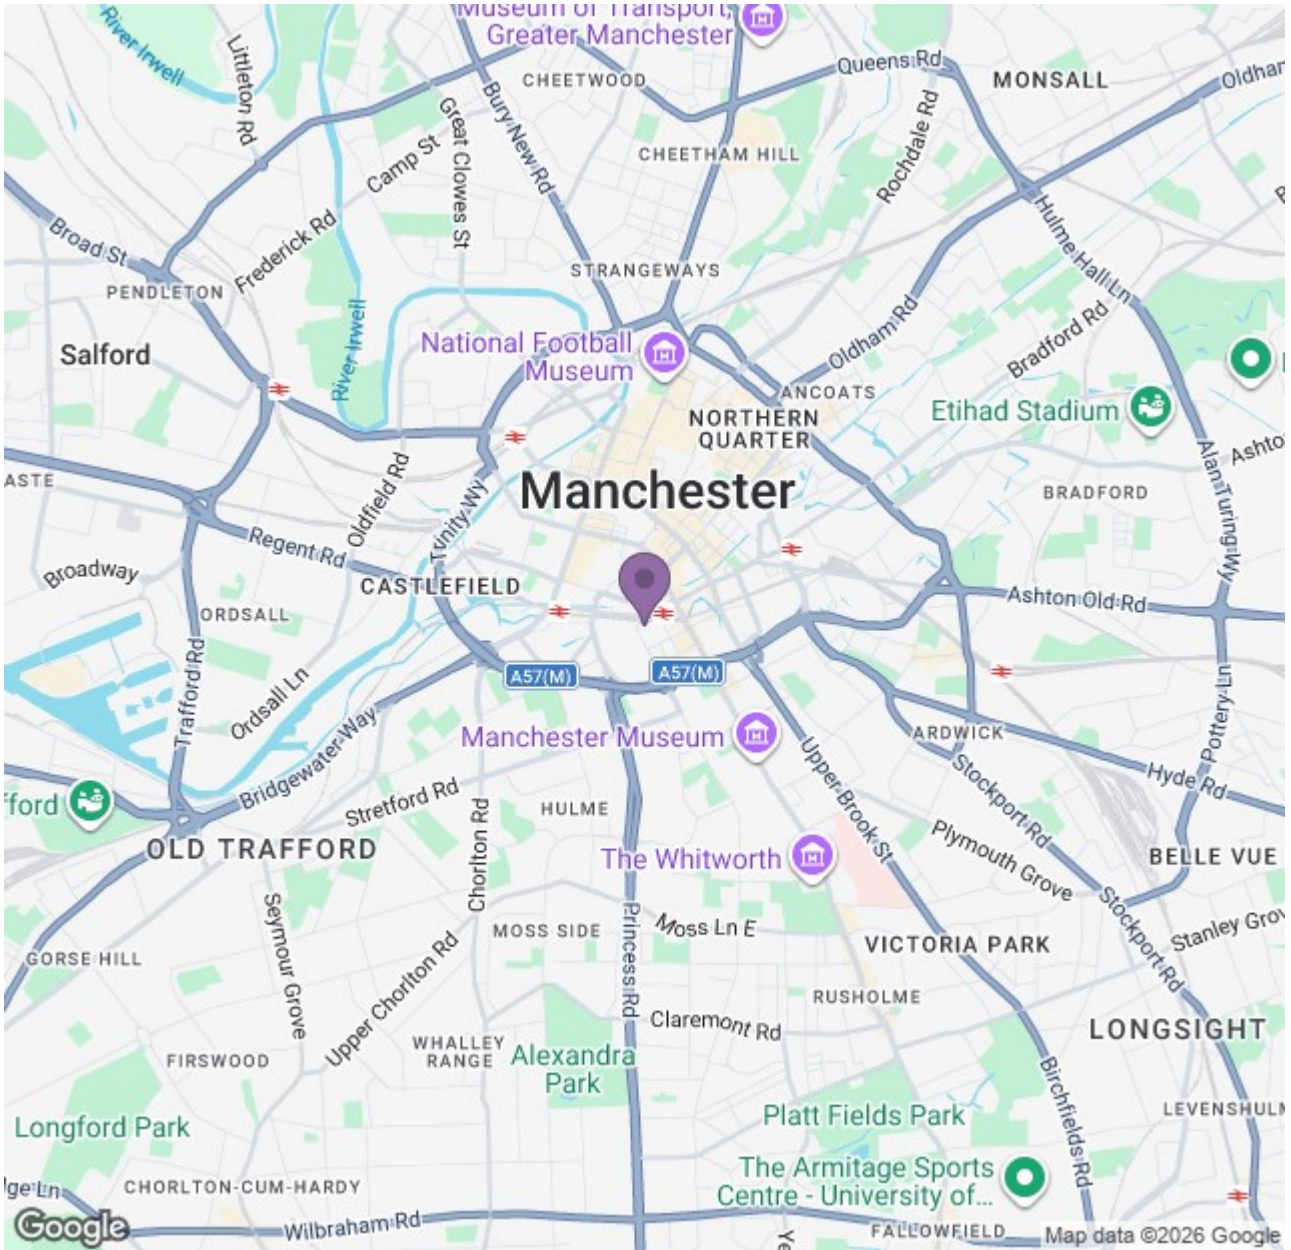 Museum of Transport,
Greater Manchester
River Irwell
Littleton Rd
CHEETWOOD
Queens Rd
MONSALL
Bury New Rd
Great Clowes St
Camp St
CHEETHAM HILL
Rochdale Rd
Broad St
Frederick Rd
PENDLETON
STRANGEWAYS
Hulme Hall Ln
Salford
River Irwell
National Football
Museum
Oldham Rd
Bradford Rd
ANCOATS
NORTHERN
QUARTER
Etihad Stadium
Oldfield Rd
Manchester
BRADFORD
Alan Turing Wy
Trinity Wy
Regent Rd
Broadway
CASTLEFIELD
ORDSALL
Ashton Old Rd
Trafford Rd
Ordsall Ln
A57(M)
A57(M)
Bridgewater Way
Manchester Museum
ARDWICK
Pottery Ln
Upper Brook St
Hyde Rd
Stretford Rd
HULME
Stockport Rd
Chorlton Rd
OLD TRAFFORD
The Whitworth
Plymouth Grove
BELLE VUE
Seymour Grove
Princess Rd
MOSS SIDE
Moss Ln E
Stockport Rd
VICTORIA PARK
GORSE HILL
Upper Chorlton Rd
RUSHOLME
Claremont Rd
LONGSIGHT
FIRSWOOD
WHALLEY
RANGE
Alexandra
Park
Birchfields Rd
Longford Park
Platt Fields Park
The Armitage Sports
Centre - University of...
CHORLTON-CUM-HARDY
Wilbraham Rd
FALLOWFIELD
Google
Map data ©2026 Google